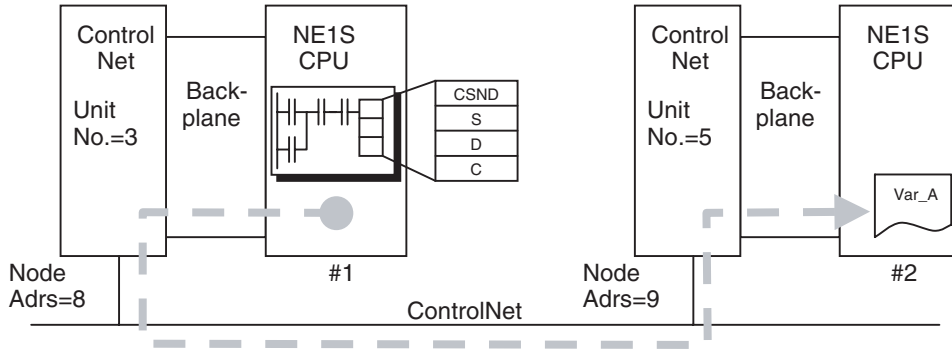 Control
Net
Unit
No.=3
Back-
plane
NE1S
CPU
CSND
S
D
C
#1
Node
Adrs=8
Control
Net
Unit
No.=5
Back-
plane
NE1S
CPU
Var_A
#2
Node
Adrs=9
ControlNet